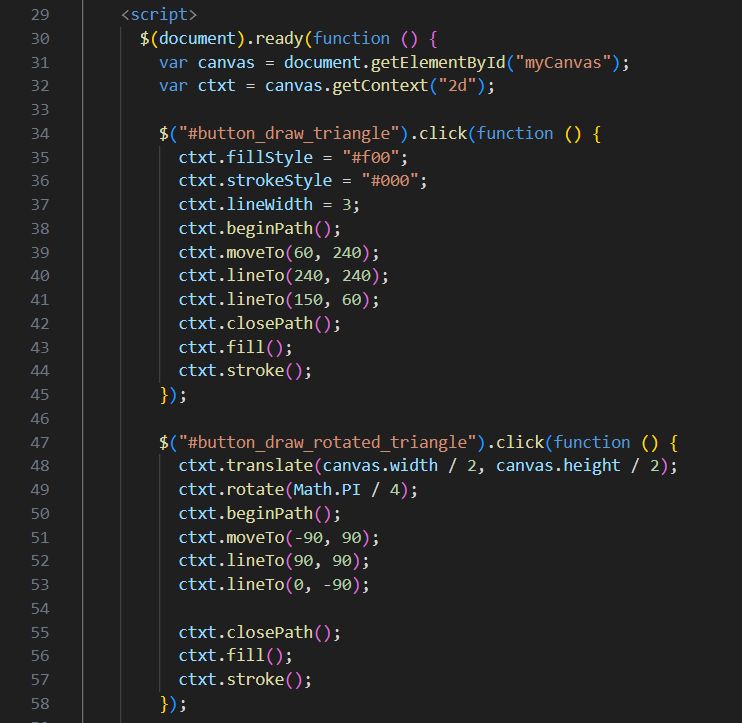 29 <script>
30 $(document).ready(function () {
31 var canvas = document.getElementById("myCanvas");
32 var ctxt = canvas.getContext("2d");
33
34 $("#button_draw_triangle").click(function () {
35 ctxt.fillStyle = "#f00";
36 ctxt.strokeStyle = "#000";
37 ctxt.lineWidth = 3;
38 ctxt.beginPath();
39 ctxt.moveTo(60, 240);
40 ctxt.lineTo(240, 240);
41 ctxt.lineTo(150, 60);
42 ctxt.closePath();
43 ctxt.fill();
44 ctxt.stroke();
45 });
46
47 $("#button_draw_rotated_triangle").click(function () {
48 ctxt.translate(canvas.width / 2, canvas.height / 2);
49 ctxt.rotate(Math.PI / 4);
50 ctxt.beginPath();
51 ctxt.moveTo(-90, 90);
52 ctxt.lineTo(90, 90);
53 ctxt.lineTo(0, -90);
54
55 ctxt.closePath();
56 ctxt.fill();
57 ctxt.stroke();
58 });